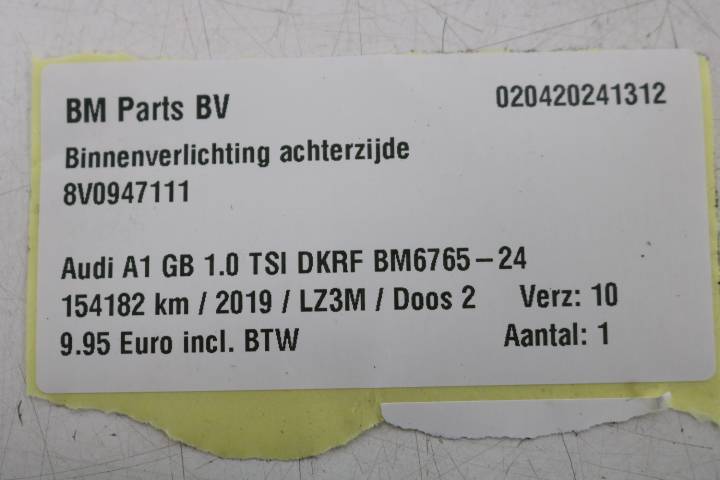 BM Parts BV 020420241312
Binnenverlichting achterzijde
8V0947111
Audi A1 GB 1.0 TSI DKRF BM6765-24
154182 km / 2019 / LZ3M / Doos 2 Verz: 10
9.95 Euro incl. BTW Aantal: 1